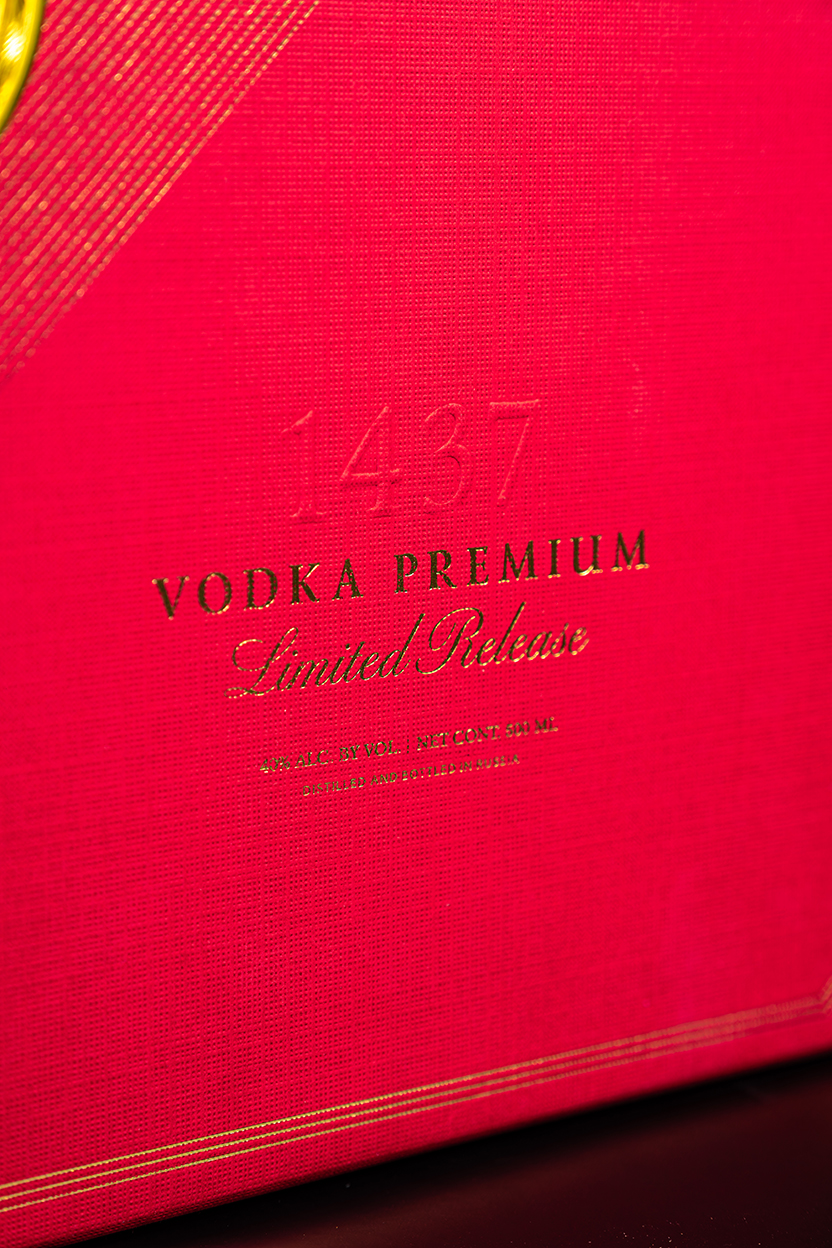 1437
VODKA PREMIUM
Limited Release
40% ALC. BY VOL. | NET CONT. 500 ML
DISTILLED AND BOTTLED IN RUSSIA